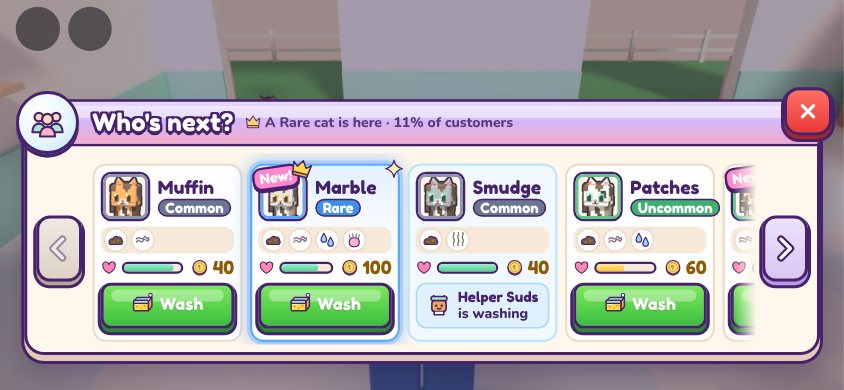 Who's next?
A Rare cat is here · 11% of customers
Muffin
Common
40
Wash
New!
Marble
Rare
100
Wash
Smudge
Common
40
Helper Suds
is washing
Patches
Uncommon
60
Wash